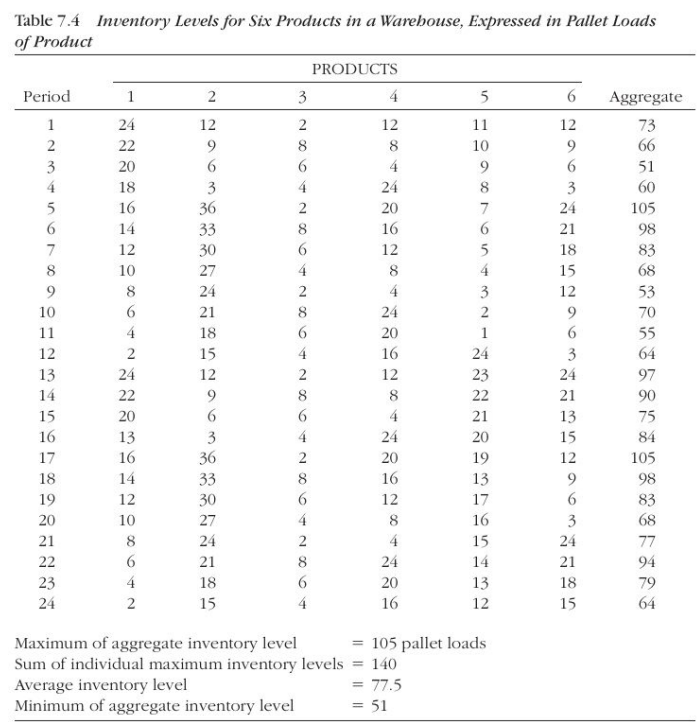 Table 7.4 Inventory Levels for Six Products in a Warehouse, Expressed in Pallet Loads
of Product
PRODUCTS
Period 1 2 3 4 5 6 Aggregate
1 24 12 2 12 11 12 73
2 22 9 8 8 10 9 66
3 20 6 6 4 9 6 51
4 18 3 4 24 8 3 60
5 16 36 2 20 7 24 105
6 14 33 8 16 6 21 98
7 12 30 6 12 5 18 83
8 10 27 4 8 4 15 68
9 8 24 2 4 3 12 53
10 6 21 8 24 2 9 70
11 4 18 6 20 1 6 55
12 2 15 4 16 24 3 64
13 24 12 2 12 23 24 97
14 22 9 8 8 22 21 90
15 20 6 6 4 21 13 75
16 13 3 4 24 20 15 84
17 16 36 2 20 19 12 105
18 14 33 8 16 13 9 98
19 12 30 6 12 17 6 83
20 10 27 4 8 16 3 68
21 8 24 2 4 15 24 77
22 6 21 8 24 14 21 94
23 4 18 6 20 13 18 79
24 2 15 4 16 12 15 64
Maximum of aggregate inventory level = 105 pallet loads
Sum of individual maximum inventory levels = 140
Average inventory level = 77.5
Minimum of aggregate inventory level = 51